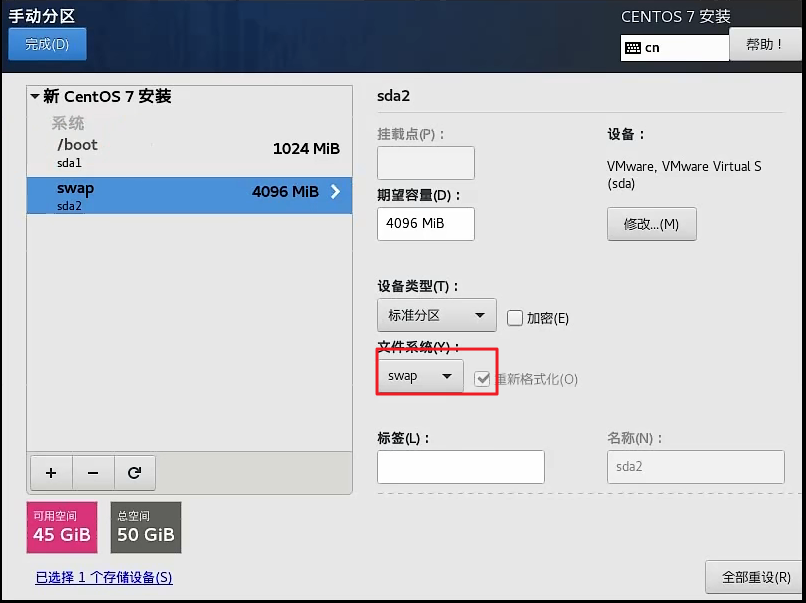 手动分区
CENTOS 7 安装
完成(D)
cn
帮助！
新 CentOS 7 安装
系统
/boot
1024 MiB
sda1
swap
4096 MiB
sda2
sda2
挂载点(P)：
设备：
VMware, VMware Virtual S
(sda)
期望容量(D)：
4096 MiB
修改...(M)
设备类型(T)：
标准分区
加密(E)
文件系统(Y)：
swap
重新格式化(O)
标签(L)：
名称(N)：
sda2
+ −
可用空间
45 GiB
总空间
50 GiB
已选择 1 个存储设备(S)
全部重设(R)